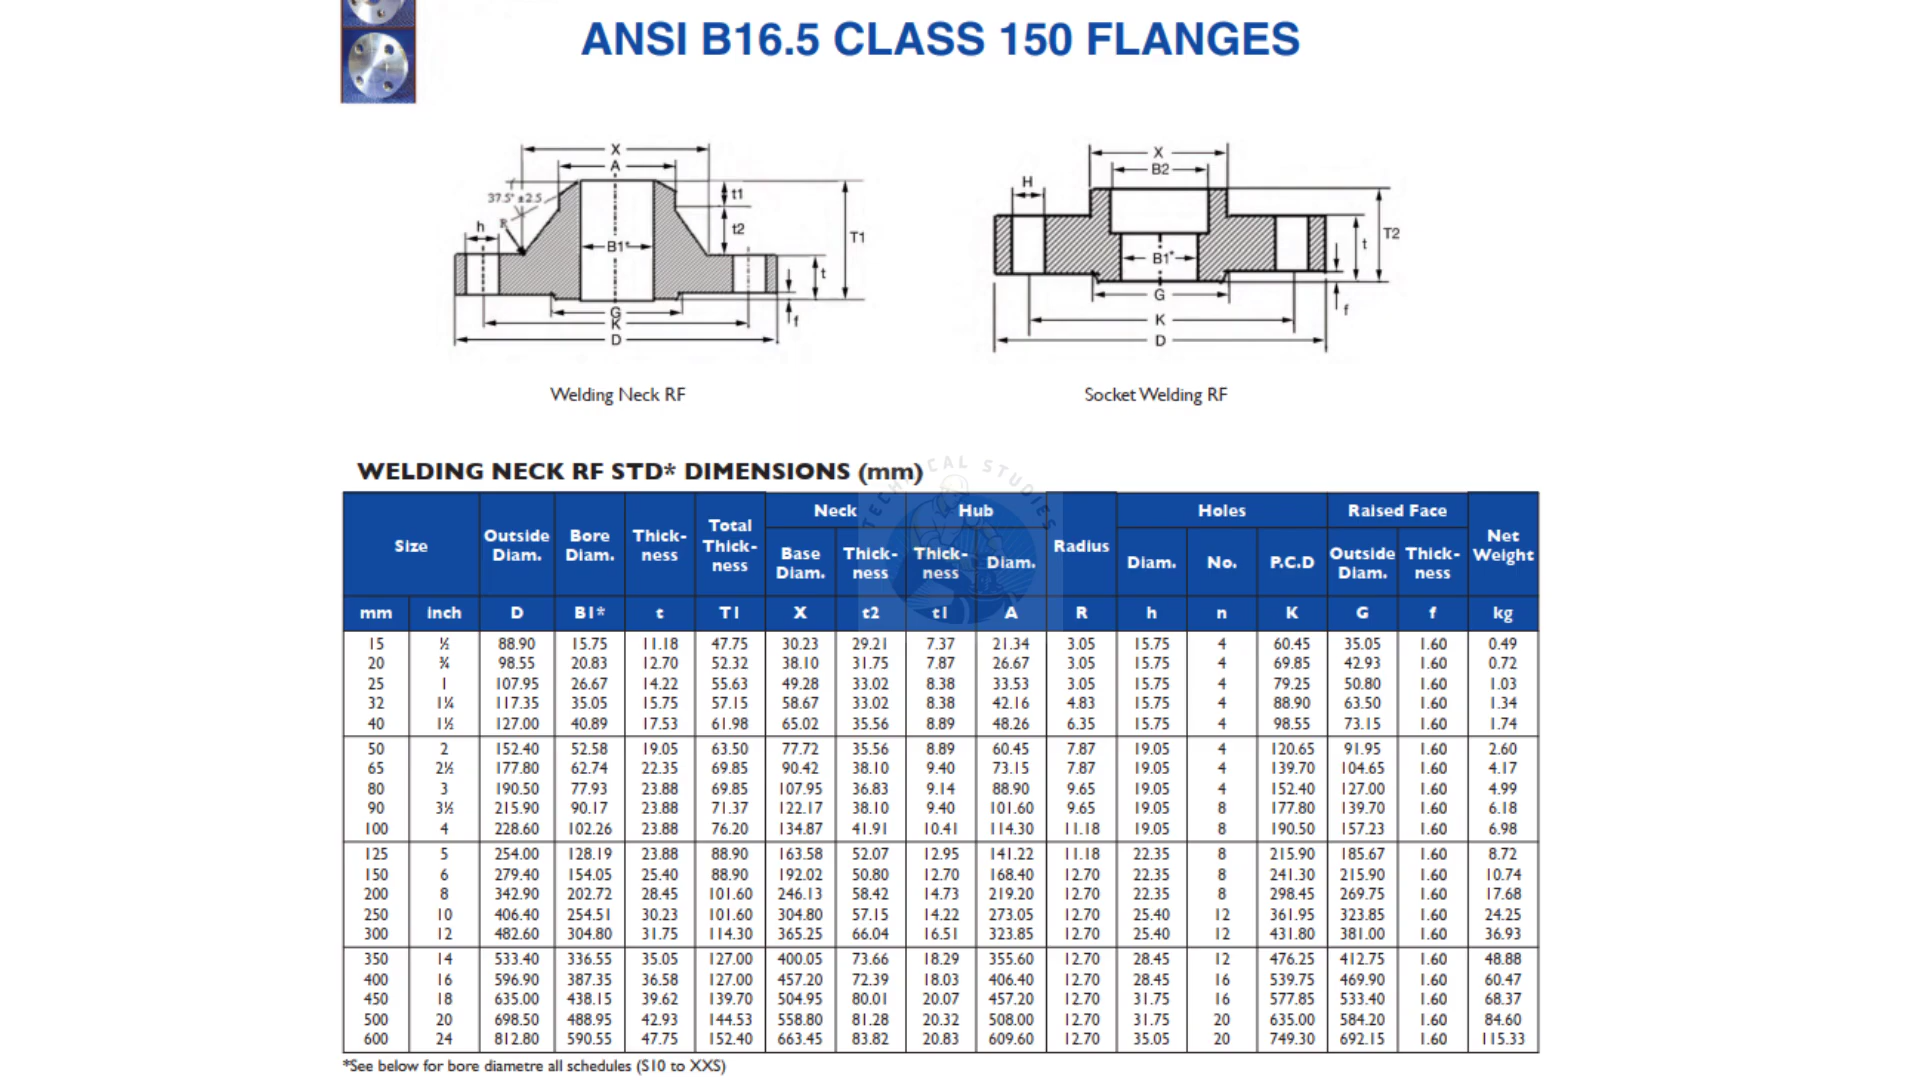 ANSI B16.5 CLASS 150 FLANGES
X
A
37.5° ±2.5
t1
t2
T1
h
R
B1*
t
G
K
f
D
X
B2
H
T2
t
B1*
G
f
K
D
Welding Neck RF
Socket Welding RF
WELDING NECK RF STD* DIMENSIONS (mm)
TECHNICAL STUDIES
Size Outside Diam. Bore Diam. Thick-ness Total Thick-ness Neck Hub Radius Holes Raised Face Net Weight
Base Diam. Thick-ness Thick-ness Diam. Diam. No. P.C.D Outside Diam. Thick-ness
mm inch D B1* t T1 X t2 t1 A R h n K G f kg
15 ½ 88.90 15.75 11.18 47.75 30.23 29.21 7.37 21.34 3.05 15.75 4 60.45 35.05 1.60 0.49
20 ¾ 98.55 20.83 12.70 52.32 38.10 31.75 7.87 26.67 3.05 15.75 4 69.85 42.93 1.60 0.72
25 1 107.95 26.67 14.22 55.63 49.28 33.02 8.38 33.53 3.05 15.75 4 79.25 50.80 1.60 1.03
32 1¼ 117.35 35.05 15.75 57.15 58.67 33.02 8.38 42.16 4.83 15.75 4 88.90 63.50 1.60 1.34
40 1½ 127.00 40.89 17.53 61.98 65.02 35.56 8.89 48.26 6.35 15.75 4 98.55 73.15 1.60 1.74
50 2 152.40 52.58 19.05 63.50 77.72 35.56 8.89 60.45 7.87 19.05 4 120.65 91.95 1.60 2.60
65 2½ 177.80 62.74 22.35 69.85 90.42 38.10 9.40 73.15 7.87 19.05 4 139.70 104.65 1.60 4.17
80 3 190.50 77.93 23.88 69.85 107.95 36.83 9.14 88.90 9.65 19.05 4 152.40 127.00 1.60 4.99
90 3½ 215.90 90.17 23.88 71.37 122.17 38.10 9.40 101.60 9.65 19.05 8 177.80 139.70 1.60 6.18
100 4 228.60 102.26 23.88 76.20 134.87 41.91 10.41 114.30 11.18 19.05 8 190.50 157.23 1.60 6.98
125 5 254.00 128.19 23.88 88.90 163.58 52.07 12.95 141.22 11.18 22.35 8 215.90 185.67 1.60 8.72
150 6 279.40 154.05 25.40 88.90 192.02 50.80 12.70 168.40 12.70 22.35 8 241.30 215.90 1.60 10.74
200 8 342.90 202.72 28.45 101.60 246.13 58.42 14.73 219.20 12.70 22.35 8 298.45 269.75 1.60 17.68
250 10 406.40 254.51 30.23 101.60 304.80 57.15 14.22 273.05 12.70 25.40 12 361.95 323.85 1.60 24.25
300 12 482.60 304.80 31.75 114.30 365.25 66.04 16.51 323.85 12.70 25.40 12 431.80 381.00 1.60 36.93
350 14 533.40 336.55 35.05 127.00 400.05 73.66 18.29 355.60 12.70 28.45 12 476.25 412.75 1.60 48.88
400 16 596.90 387.35 36.58 127.00 457.20 72.39 18.03 406.40 12.70 28.45 16 539.75 469.90 1.60 60.47
450 18 635.00 438.15 39.62 139.70 504.95 80.01 20.07 457.20 12.70 31.75 16 577.85 533.40 1.60 68.37
500 20 698.50 488.95 42.93 144.53 558.80 81.28 20.32 508.00 12.70 31.75 20 635.00 584.20 1.60 84.60
600 24 812.80 590.55 47.75 152.40 663.45 83.82 20.83 609.60 12.70 35.05 20 749.30 692.15 1.60 115.33
*See below for bore diametre all schedules (S10 to XXS)